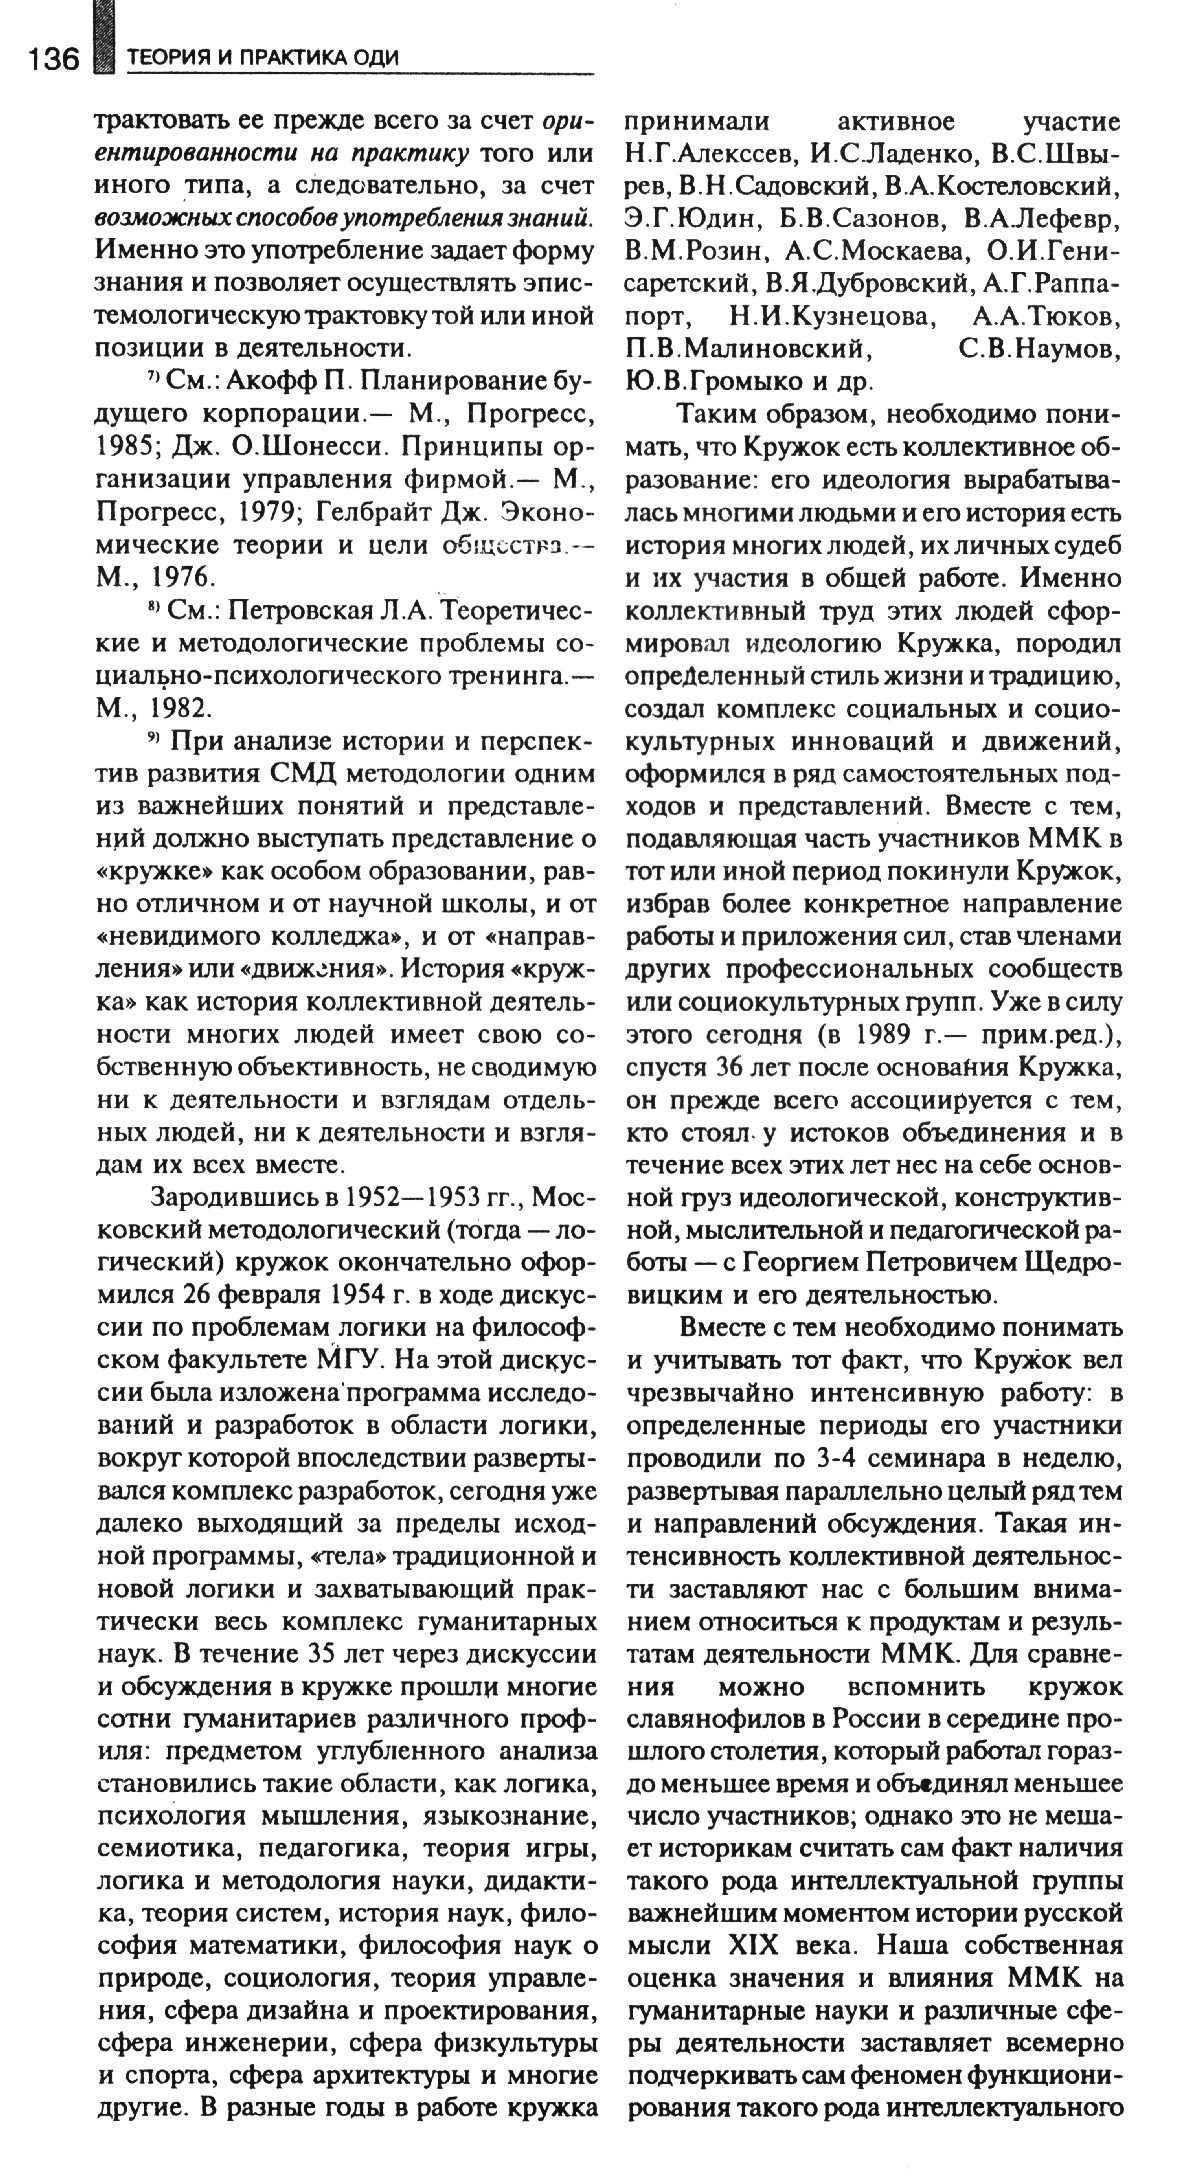 136
ТЕОРИЯ И ПРАКТИКА ОДИ
трактовать ее прежде всего за счет ори-
ентированности на практику того или
иного типа, а следовательно, за счет
возможных способов употребления знаний.
Именно это употребление задает форму
знания и позволяет осуществлять эпис-
темологическую трактовку той или иной
позиции в деятельности.
7) См.: Акофф П. Планирование бу-
дущего корпорации.— М., Прогресс,
1985; Дж. О.Шонесси. Принципы ор-
ганизации управления фирмой.— М.,
Прогресс, 1979; Гелбрайт Дж. Эконо-
мические теории и цели общества.—
М., 1976.
8) См.: Петровская Л.А. Теоретичес-
кие и методологические проблемы со-
циально-психологического тренинга.—
М., 1982.
9) При анализе истории и перспек-
тив развития СМД методологии одним
из важнейших понятий и представле-
ний должно выступать представление о
«кружке» как особом образовании, рав-
но отличном и от научной школы, и от
«невидимого колледжа», и от «направ-
ления» или «движения». История «круж-
ка» как история коллективной деятель-
ности многих людей имеет свою со-
бственную объективность, не сводимую
ни к деятельности и взглядам отдель-
ных людей, ни к деятельности и взгля-
дам их всех вместе.
Зародившись в 1952—1953 гг., Мос-
ковский методологический (тогда — ло-
гический) кружок окончательно офор-
мился 26 февраля 1954 г. в ходе дискус-
сии по проблемам логики на философ-
ском факультете МГУ. На этой дискус-
сии была изложена программа исследо-
ваний и разработок в области логики,
вокруг которой впоследствии разверты-
вался комплекс разработок, сегодня уже
далеко выходящий за пределы исход-
ной программы, «тела» традиционной и
новой логики и захватывающий прак-
тически весь комплекс гуманитарных
наук. В течение 35 лет через дискуссии
и обсуждения в кружке прошли многие
сотни гуманитариев различного проф-
иля: предметом углубленного анализа
становились такие области, как логика,
психология мышления, языкознание,
семиотика, педагогика, теория игры,
логика и методология науки, дидакти-
ка, теория систем, история наук, фило-
софия математики, философия наук о
природе, социология, теория управле-
ния, сфера дизайна и проектирования,
сфера инженерии, сфера физкультуры
и спорта, сфера архитектуры и многие
другие. В разные годы в работе кружка
принимали активное участие
Н.Г.Алекссев, И.С.Ладенко, В.С.Швы-
рев, В.Н.Садовский, В.А.Костеловский,
Э.Г.Юдин, Б.В.Сазонов, В.А.Лефевр,
В.М.Розин, А.С.Москаева, О.И.Гени-
саретский, В.Я.Дубровский, А.Г.Раппа-
порт, Н.И.Кузнецова, А.А.Тюков,
П.В.Малиновский, С.В.Наумов,
Ю.В.Громыко и др.
Таким образом, необходимо пони-
мать, что Кружок есть коллективное об-
разование: его идеология вырабатыва-
лась многими людьми и его история есть
история многих людей, их личных судеб
и их участия в общей работе. Именно
коллективный труд этих людей сфор-
мировал идеологию Кружка, породил
определенный стиль жизни и традицию,
создал комплекс социальных и социо-
культурных инноваций и движений,
оформился в ряд самостоятельных под-
ходов и представлений. Вместе с тем,
подавляющая часть участников ММК в
тот или иной период покинули Кружок,
избрав более конкретное направление
работы и приложения сил, став членами
других профессиональных сообществ
или социокультурных групп. Уже в силу
этого сегодня (в 1989 г.— прим.ред.),
спустя 36 лет после основания Кружка,
он прежде всего ассоциируется с тем,
кто стоял у истоков объединения и в
течение всех этих лет нес на себе основ-
ной груз идеологической, конструктив-
ной, мыслительной и педагогической ра-
боты — с Георгием Петровичем Щедро-
вицким и его деятельностью.
Вместе с тем необходимо понимать
и учитывать тот факт, что Кружок вел
чрезвычайно интенсивную работу: в
определенные периоды его участники
проводили по 3-4 семинара в неделю,
развертывая параллельно целый ряд тем
и направлений обсуждения. Такая ин-
тенсивность коллективной деятельнос-
ти заставляют нас с большим внима-
нием относиться к продуктам и резуль-
татам деятельности ММК. Для сравне-
ния можно вспомнить кружок
славянофилов в России в середине про-
шлого столетия, который работал гораз-
до меньшее время и объединял меньшее
число участников; однако это не меша-
ет историкам считать сам факт наличия
такого рода интеллектуальной группы
важнейшим моментом истории русской
мысли XIX века. Наша собственная
оценка значения и влияния ММК на
гуманитарные науки и различные сфе-
ры деятельности заставляет всемерно
подчеркивать сам феномен функциони-
рования такого рода интеллектуального